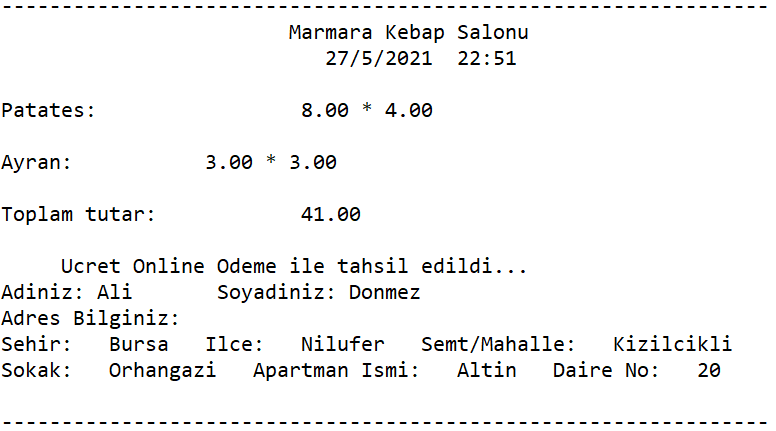 ----------------------------------------------------------------
Marmara Kebap Salonu
27/5/2021 22:51
Patates: 8.00 * 4.00
Ayran: 3.00 * 3.00
Toplam tutar: 41.00
Ucret Online Odeme ile tahsil edildi...
Adiniz: Ali Soyadiniz: Donmez
Adres Bilginiz:
Sehir: Bursa Ilce: Nilufer Semt/Mahalle: Kizilcikli
Sokak: Orhangazi Apartman Ismi: Altin Daire No: 20
----------------------------------------------------------------